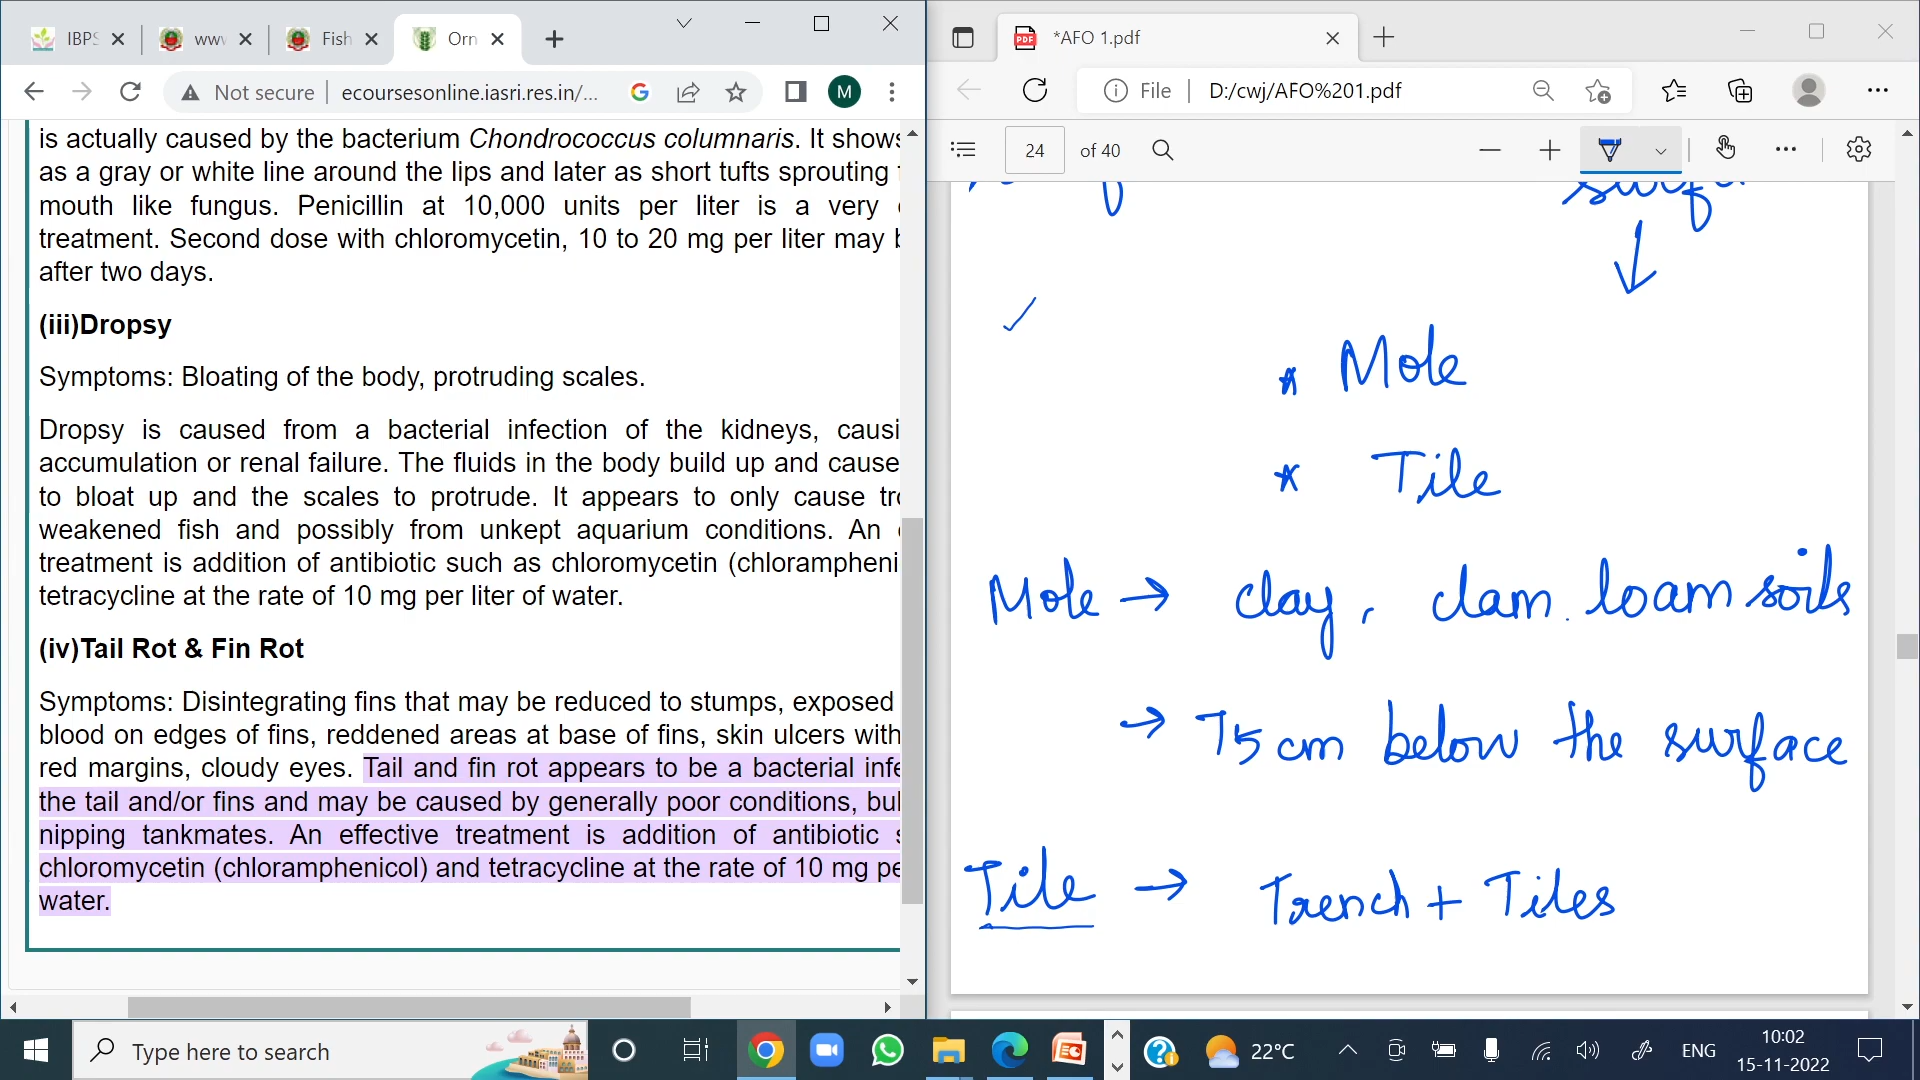 IBPS
www
Fish
Orn
Not secure
ecoursesonline.iasri.res.in/...
M
is actually caused by the bacterium Chondrococcus columnaris. It shows
as a gray or white line around the lips and later as short tufts sprouting
mouth like fungus. Penicillin at 10,000 units per liter is a very
treatment. Second dose with chloromycetin, 10 to 20 mg per liter may
after two days.
(iii)Dropsy
Symptoms: Bloating of the body, protruding scales.
Dropsy is caused from a bacterial infection of the kidneys, causi
accumulation or renal failure. The fluids in the body build up and cause
to bloat up and the scales to protrude. It appears to only cause tro
weakened fish and possibly from unkept aquarium conditions. An
treatment is addition of antibiotic such as chloromycetin (chlorampheni
tetracycline at the rate of 10 mg per liter of water.
(iv)Tail Rot & Fin Rot
Symptoms: Disintegrating fins that may be reduced to stumps, exposed
blood on edges of fins, reddened areas at base of fins, skin ulcers with
red margins, cloudy eyes. Tail and fin rot appears to be a bacterial infe
the tail and/or fins and may be caused by generally poor conditions, bul
nipping tankmates. An effective treatment is addition of antibiotic s
chloromycetin (chloramphenicol) and tetracycline at the rate of 10 mg pe
water.
*AFO 1.pdf
File
D:/cwj/AFO%201.pdf
24 of 40
* Mole
* Tile
Mole → clay, clam. loam soils
→ 75 cm below the surface
Tile → Trench + Tiles
Type here to search
22°C
ENG
10:02
15-11-2022